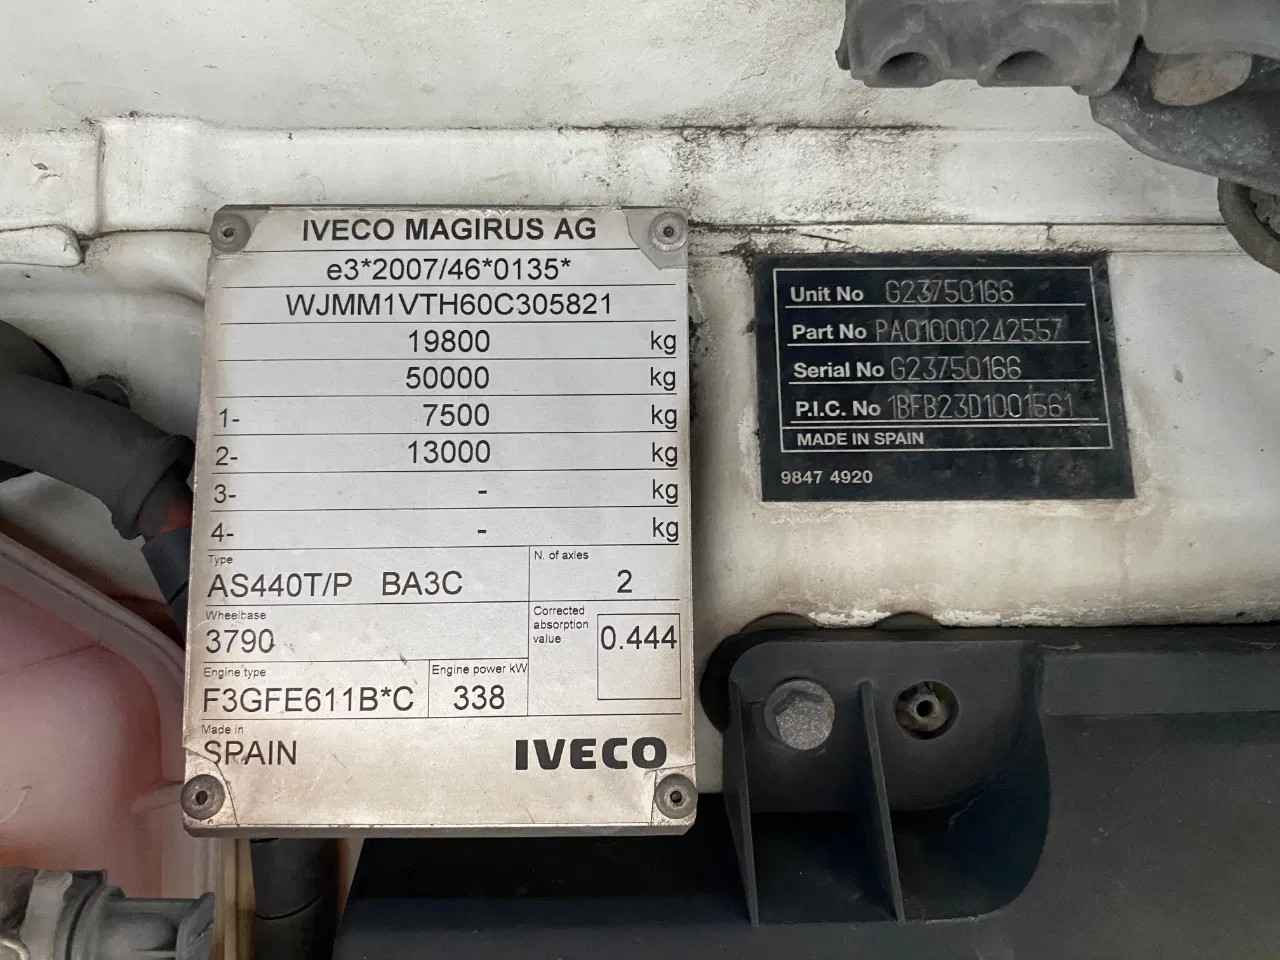 IVECO MAGIRUS AG
e3*2007/46*0135*
WJMM1VTH60C305821
19800 kg
50000 kg
1- 7500 kg
2- 13000 kg
3- - kg
4- - kg
Type
AS440T/P BA3C
N. of axles
2
Wheelbase
3790
Corrected
absorption
value
0.444
Engine type
F3GFE611B*C
Engine power kW
338
Made in
SPAIN
IVECO
Unit No G23750166
Part No PA01000242557
Serial No G23750166
P.I.C. No 1BFB23D1001561
MADE IN SPAIN
9847 4920